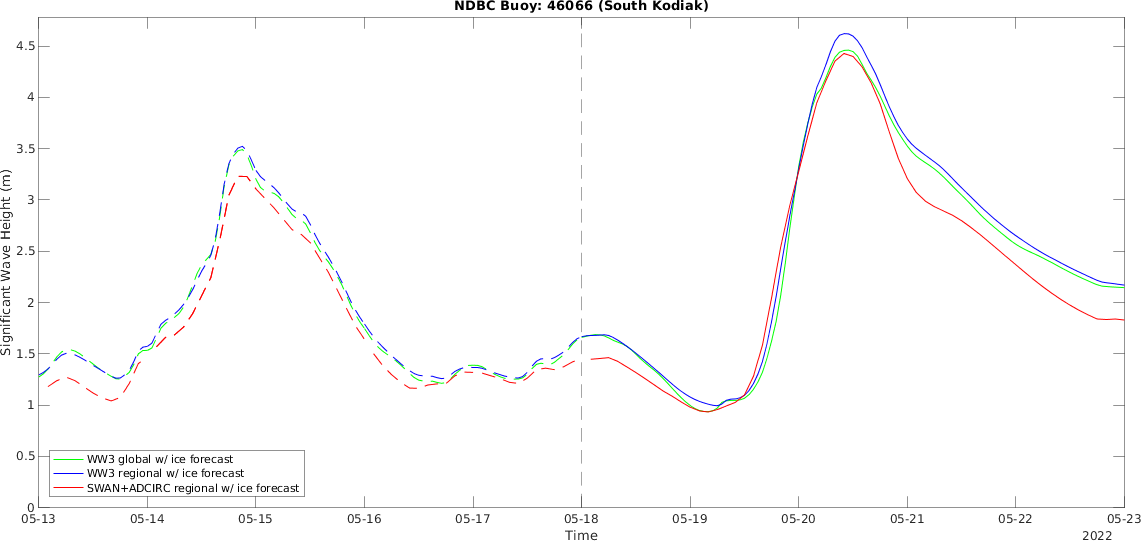 NDBC Buoy: 46066 (South Kodiak)
Significant Wave Height (m)
4.5
4
3.5
3
2.5
2
1.5
1
0.5
0
WW3 global w/ ice forecast
WW3 regional w/ ice forecast
SWAN+ADCIRC regional w/ ice forecast
05-13 05-14 05-15 05-16 05-17 05-18 05-19 05-20 05-21 05-22 05-23
Time
2022